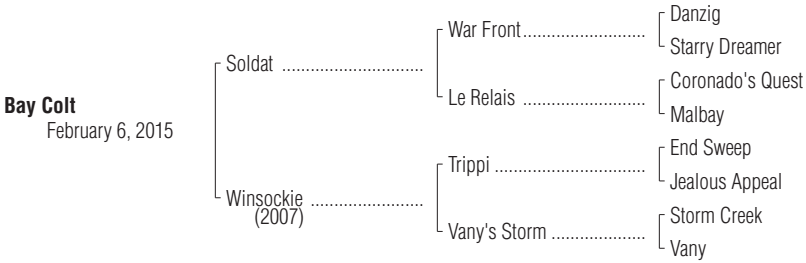 Danzig
War Front..............................
Starry Dreamer
Soldat ...................................
Coronado's Quest
Le Relais ..............................
Malbay
Bay Colt
February 6, 2015
End Sweep
Trippi .....................................
Jealous Appeal
Winsockie ............................
(2007)
Storm Creek
Vany's Storm .......................
Vany